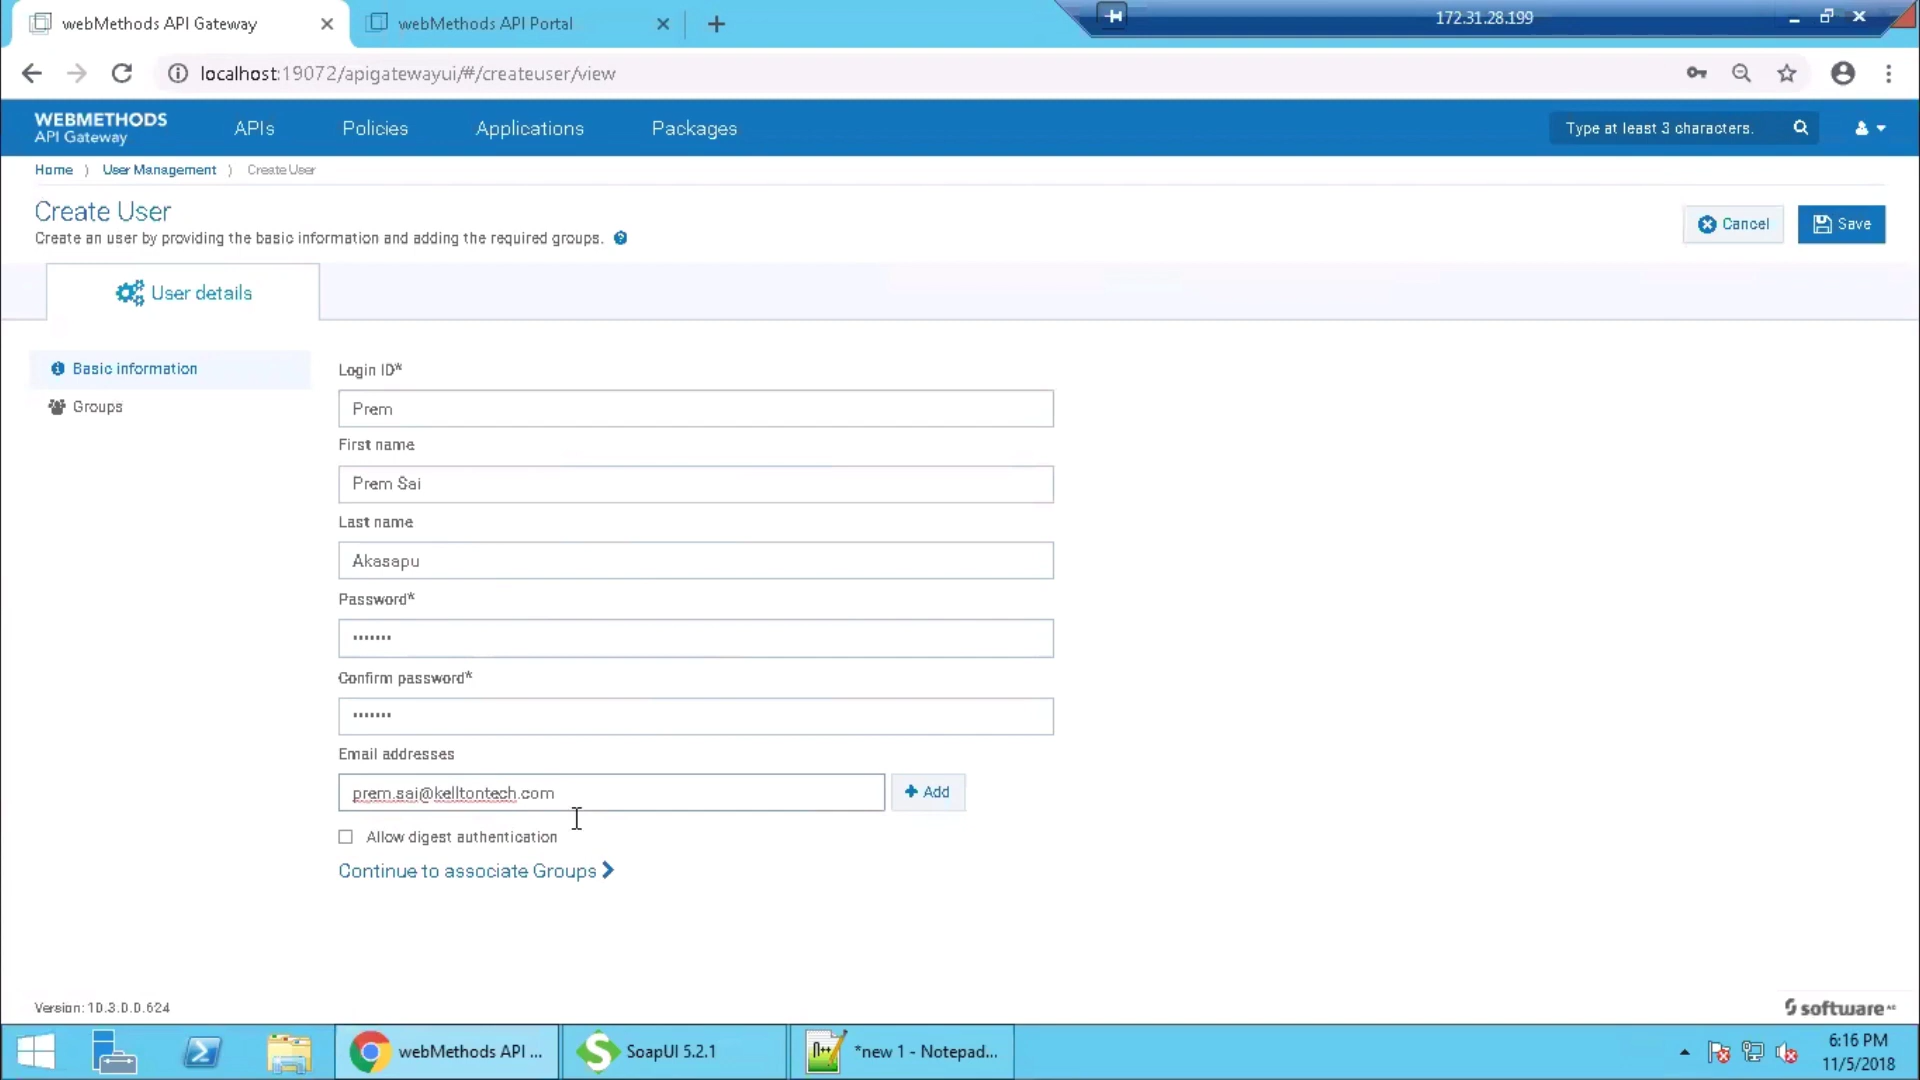 webMethods API Gateway
webMethods API Portal
172.31.28.199
localhost:19072/apigatewayui/#/createuser/view
WEBMETHODS
API Gateway
APIs
Policies
Applications
Packages
Type at least 3 characters.
Home
User Management
Create User
Create User
Create an user by providing the basic information and adding the required groups.
Cancel
Save
User details
Basic information
Groups
Login ID*
Prem
First name
Prem Sai
Last name
Akasapu
Password*
•••••••
Confirm password*
•••••••
Email addresses
prem.sai@kelltontech.com
+ Add
Allow digest authentication
Continue to associate Groups
Version: 10.3.0.0.624
software AG
webMethods API ...
SoapUI 5.2.1
*new 1 - Notepad...
6:16 PM
11/5/2018